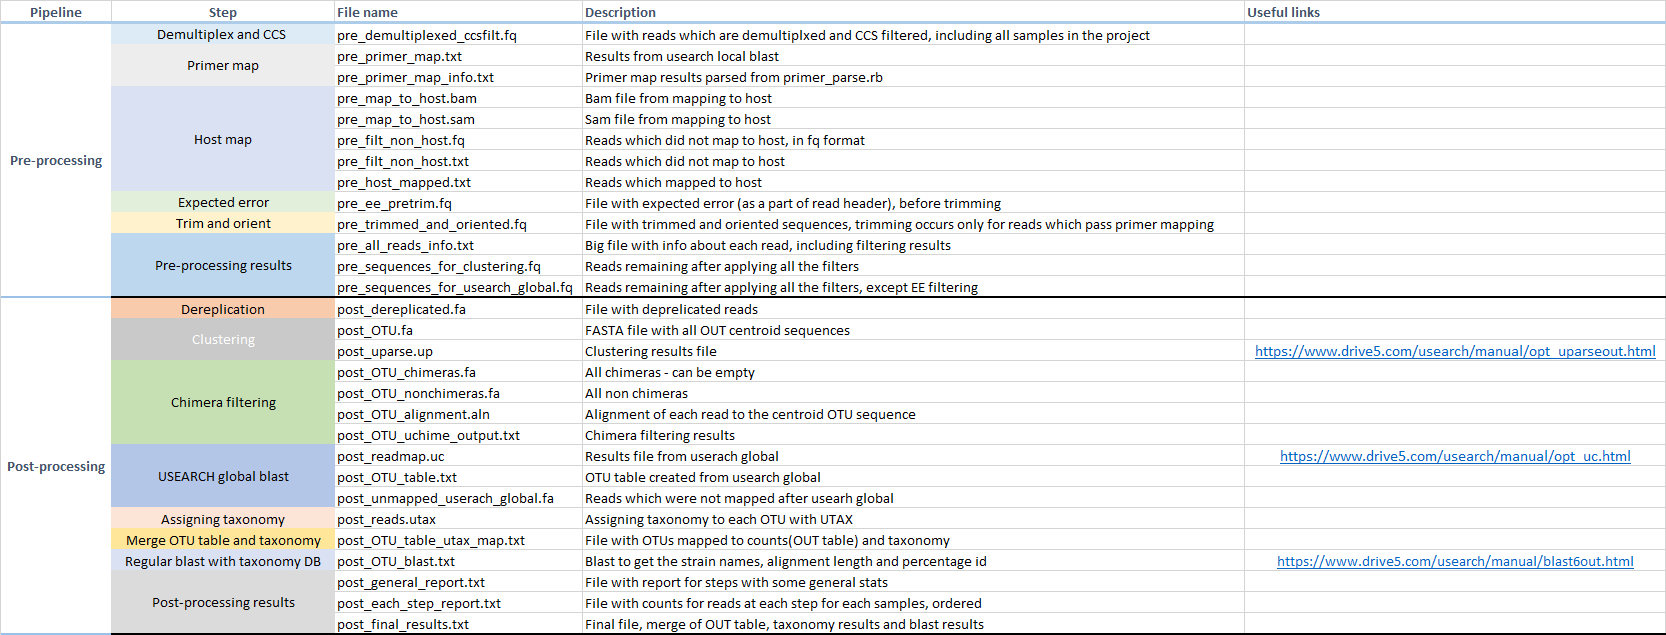 Pipeline Step File name Description Useful links
Pre-processing
Demultiplex and CCS pre_demultiplexed_ccsfilt.fq File with reads which are demultiplxed and CCS filtered, including all samples in the project
Primer map
pre_primer_map.txt Results from usearch local blast
pre_primer_map_info.txt Primer map results parsed from primer_parse.rb
Host map
pre_map_to_host.bam Bam file from mapping to host
pre_map_to_host.sam Sam file from mapping to host
pre_filt_non_host.fq Reads which did not map to host, in fq format
pre_filt_non_host.txt Reads which did not map to host
pre_host_mapped.txt Reads which mapped to host
Expected error pre_ee_pretrim.fq File with expected error (as a part of read header), before trimming
Trim and orient pre_trimmed_and_oriented.fq File with trimmed and oriented sequences, trimming occurs only for reads which pass primer mapping
Pre-processing results
pre_all_reads_info.txt Big file with info about each read, including filtering results
pre_sequences_for_clustering.fq Reads remaining after applying all the filters
pre_sequences_for_usearch_global.fq Reads remaining after applying all the filters, except EE filtering
Post-processing
Dereplication post_dereplicated.fa File with deprelicated reads
Clustering
post_OTU.fa FASTA file with all OUT centroid sequences
post_uparse.up Clustering results file https://www.drive5.com/usearch/manual/opt_uparseout.html
Chimera filtering
post_OTU_chimeras.fa All chimeras - can be empty
post_OTU_nonchimeras.fa All non chimeras
post_OTU_alignment.aln Alignment of each read to the centroid OTU sequence
post_OTU_uchime_output.txt Chimera filtering results
USEARCH global blast
post_readmap.uc Results file from userach global https://www.drive5.com/usearch/manual/opt_uc.html
post_OTU_table.txt OTU table created from usearch global
post_unmapped_userach_global.fa Reads which were not mapped after usearh global
Assigning taxonomy post_reads.utax Assigning taxonomy to each OTU with UTAX
Merge OTU table and taxonomy post_OTU_table_utax_map.txt File with OTUs mapped to counts(OUT table) and taxonomy
Regular blast with taxonomy DB post_OTU_blast.txt Blast to get the strain names, alignment length and percentage id https://www.drive5.com/usearch/manual/blast6out.html
Post-processing results
post_general_report.txt File with report for steps with some general stats
post_each_step_report.txt File with counts for reads at each step for each samples, ordered
post_final_results.txt Final file, merge of OUT table, taxonomy results and blast results